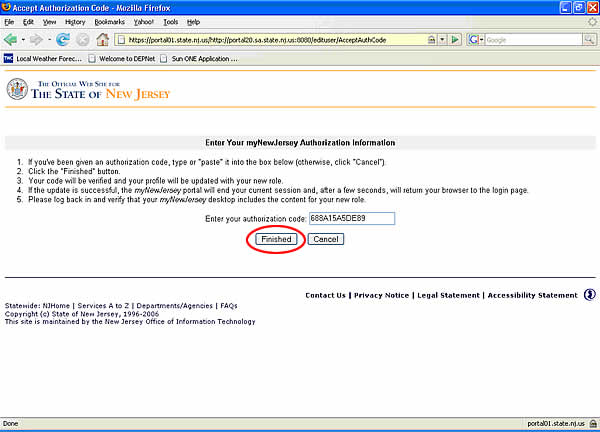 Accept Authorization Code - Mozilla Firefox
File Edit View History Bookmarks Yahoo! Tools Help
https://portal01.state.nj.us/http://portal20.sa.state.nj.us:8080/edituser/AcceptAuthCode
Google
TWC Local Weather Forec... Welcome to DEPNet Sun ONE Application ...
THE OFFICIAL WEB SITE FOR
THE STATE OF NEW JERSEY
Enter Your myNewJersey Authorization Information
1. If you've been given an authorization code, type or "paste" it into the box below (otherwise, click "Cancel").
2. Click the "Finished" button.
3. Your code will be verified and your profile will be updated with your new role.
4. If the update is successful, the myNewJersey portal will end your current session and, after a few seconds, will return your browser to the login page.
5. Please log back in and verify that your myNewJersey desktop includes the content for your new role.
Enter your authorization code: 688A15A5DE89
Finished Cancel
Contact Us | Privacy Notice | Legal Statement | Accessibility Statement
Statewide: NJHome | Services A to Z | Departments/Agencies | FAQs
Copyright (c) State of New Jersey, 1996-2006
This site is maintained by the New Jersey Office of Information Technology
Done portal01.state.nj.us